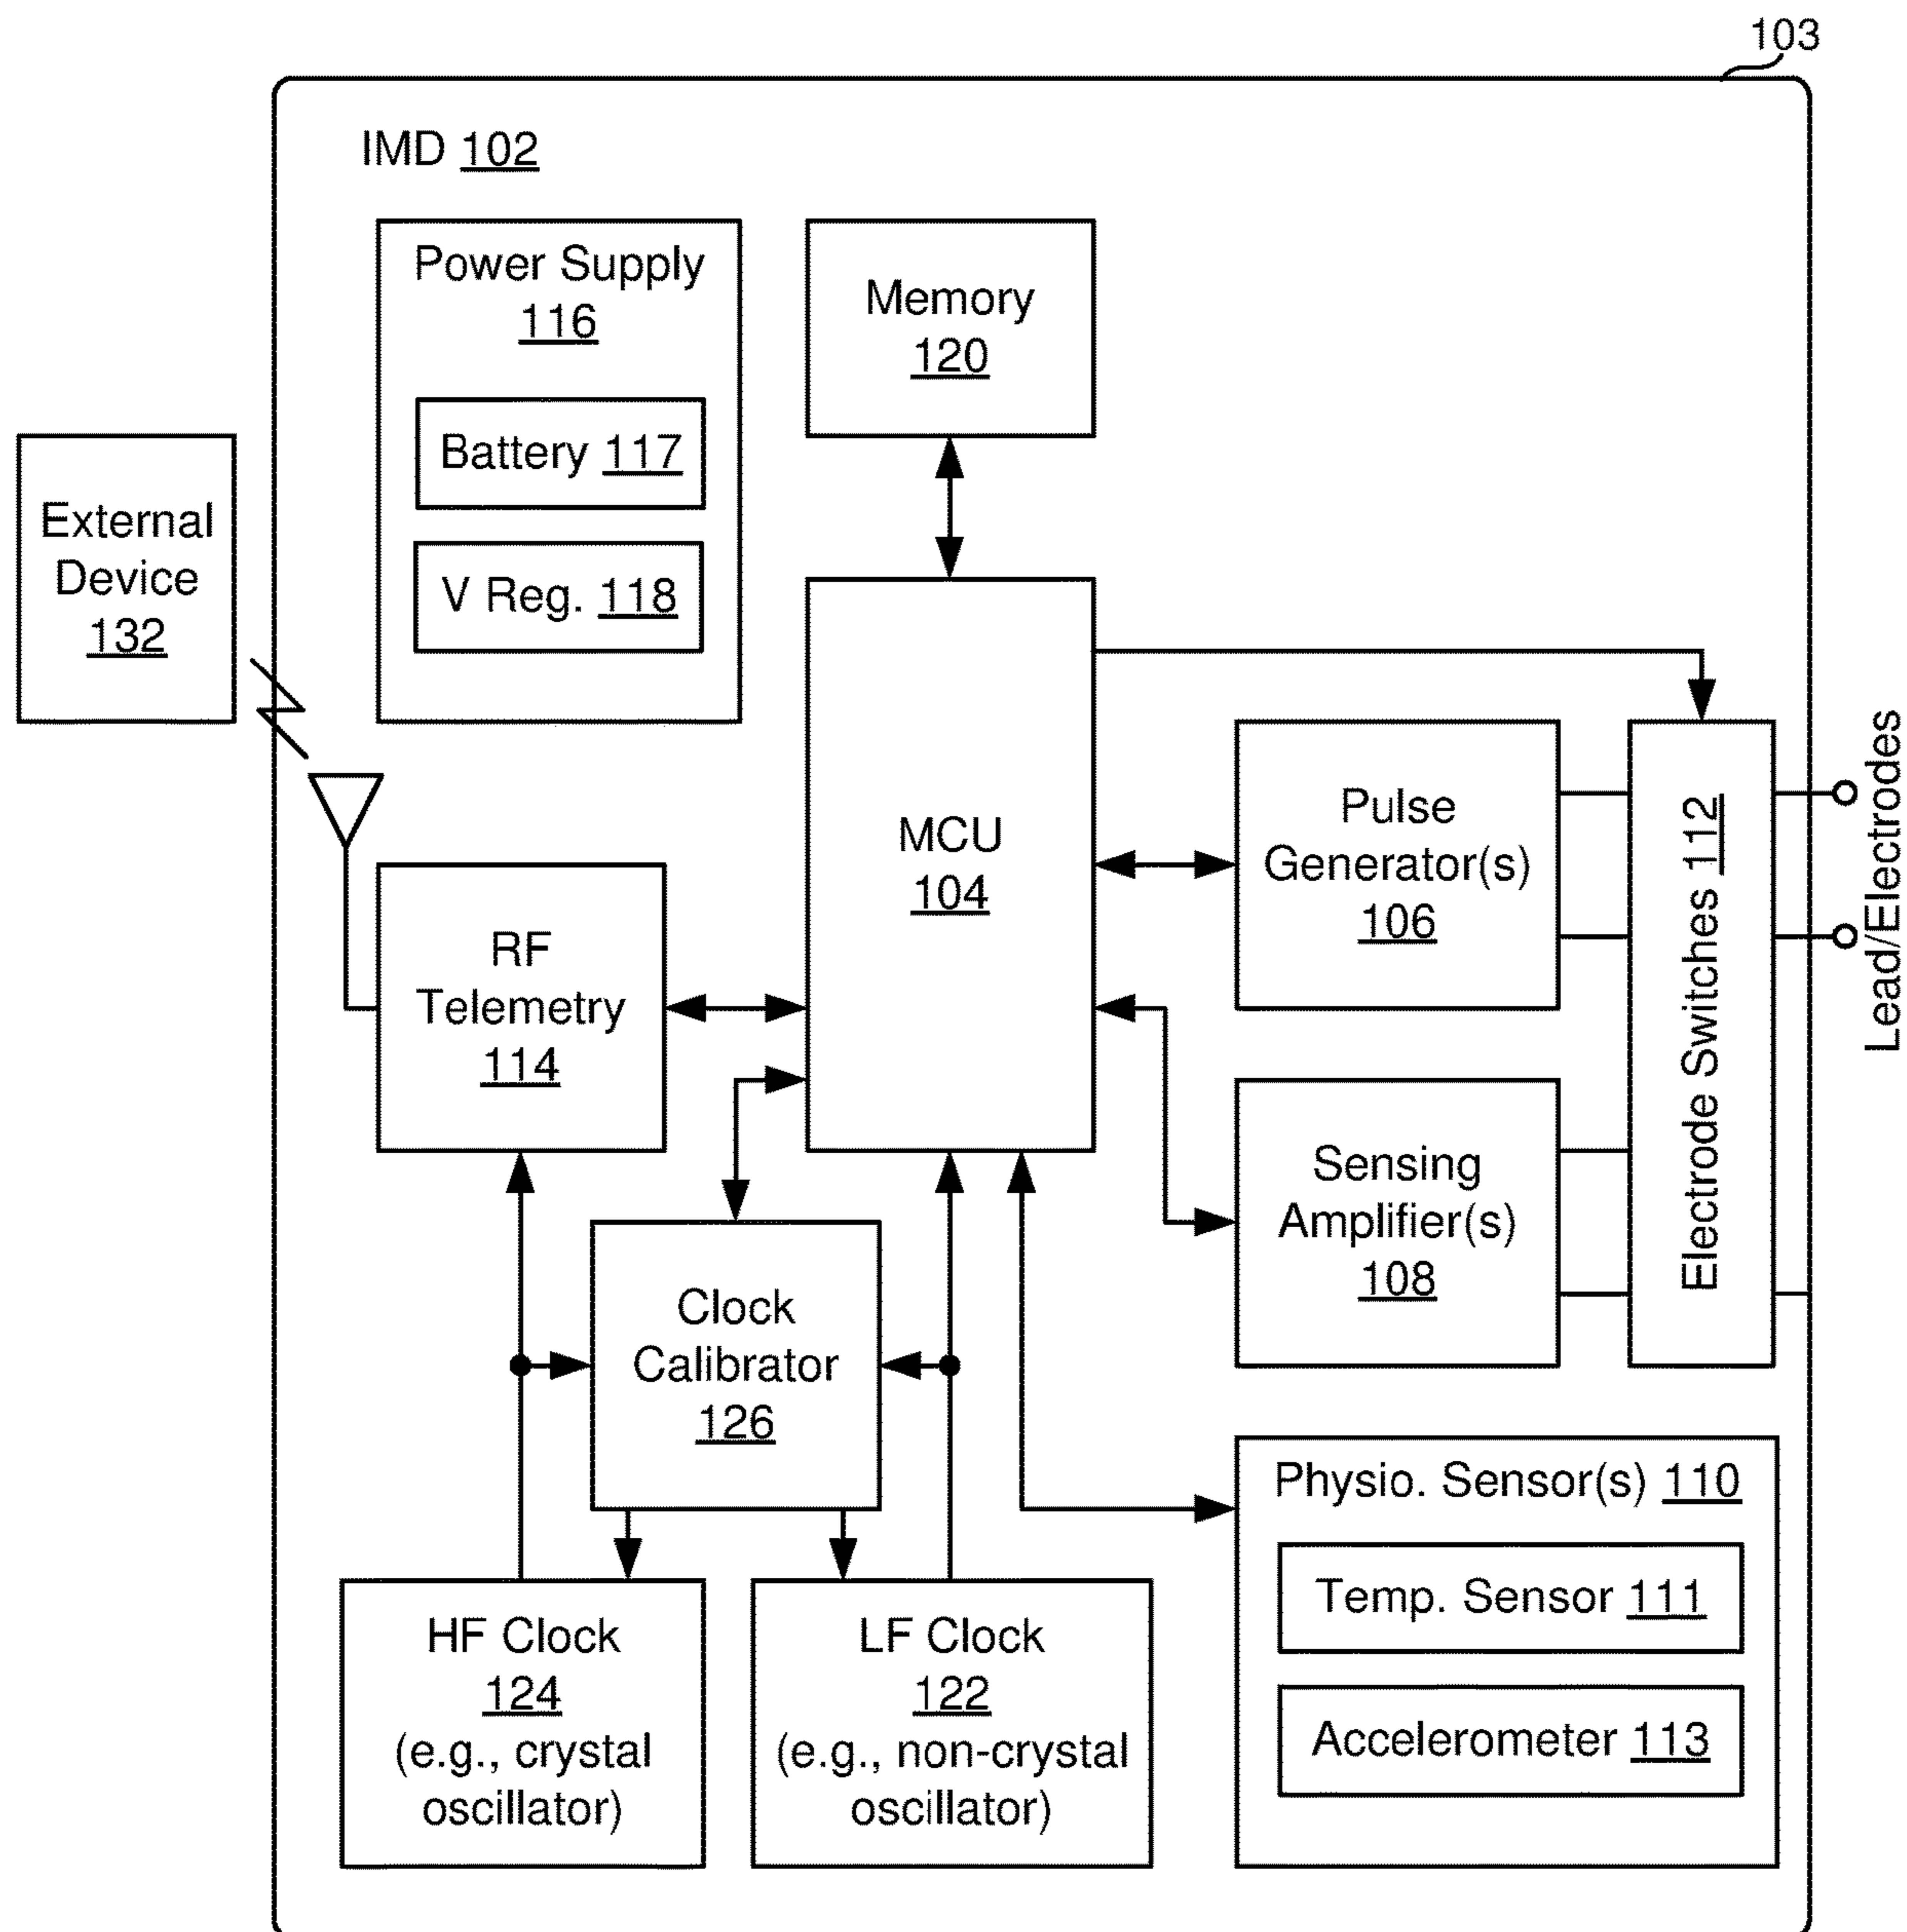 103
IMD 102
Power Supply
116
Battery 117
V Reg. 118
Memory
120
External
Device
132
MCU
104
Pulse
Generator(s)
106
Electrode Switches 112
Lead/Electrodes
RF
Telemetry
114
Sensing
Amplifier(s)
108
Clock
Calibrator
126
Physio. Sensor(s) 110
Temp. Sensor 111
Accelerometer 113
HF Clock
124
(e.g., crystal
oscillator)
LF Clock
122
(e.g., non-crystal
oscillator)